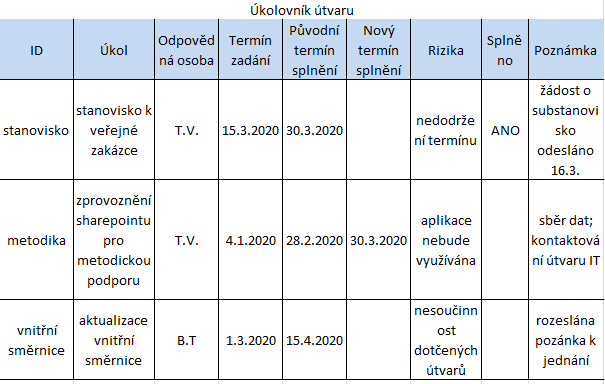 Úkolovník útvaru
ID Úkol Odpověd
ná osoba Termín
zadání Původní
termín
splnění Nový
termín
splnění Rizika Splně
no Poznámka
stanovisko stanovisko k
veřejné
zakázce T.V. 15.3.2020 30.3.2020 nedodrže
ní termínu ANO žádost o
substanovi
sko
odesláno
16.3.
metodika zprovoznění
sharepointu
pro
metodickou
podporu T.V. 4.1.2020 28.2.2020 30.3.2020 aplikace
nebude
využívána sběr dat;
kontaktov
ání útvaru IT
vnitřní
směrnice aktualizace
vnitřní
směrnice B.T 1.3.2020 15.4.2020 nesoučinn
ost
dotčených
útvarů rozeslána
pozánka k
jednání